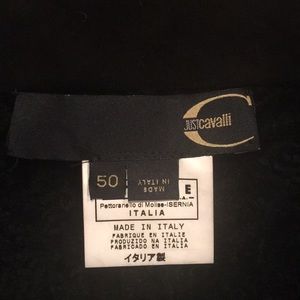 JUST cavalli
50
MADE
IN ITALY
E
Pettoranello di Molise-ISERNIA
ITALIA
MADE IN ITALY
FABRIQUE EN ITALIE
PRODUZIDO NA ITALIA
FABRICADO EN ITALIA
イタリア製